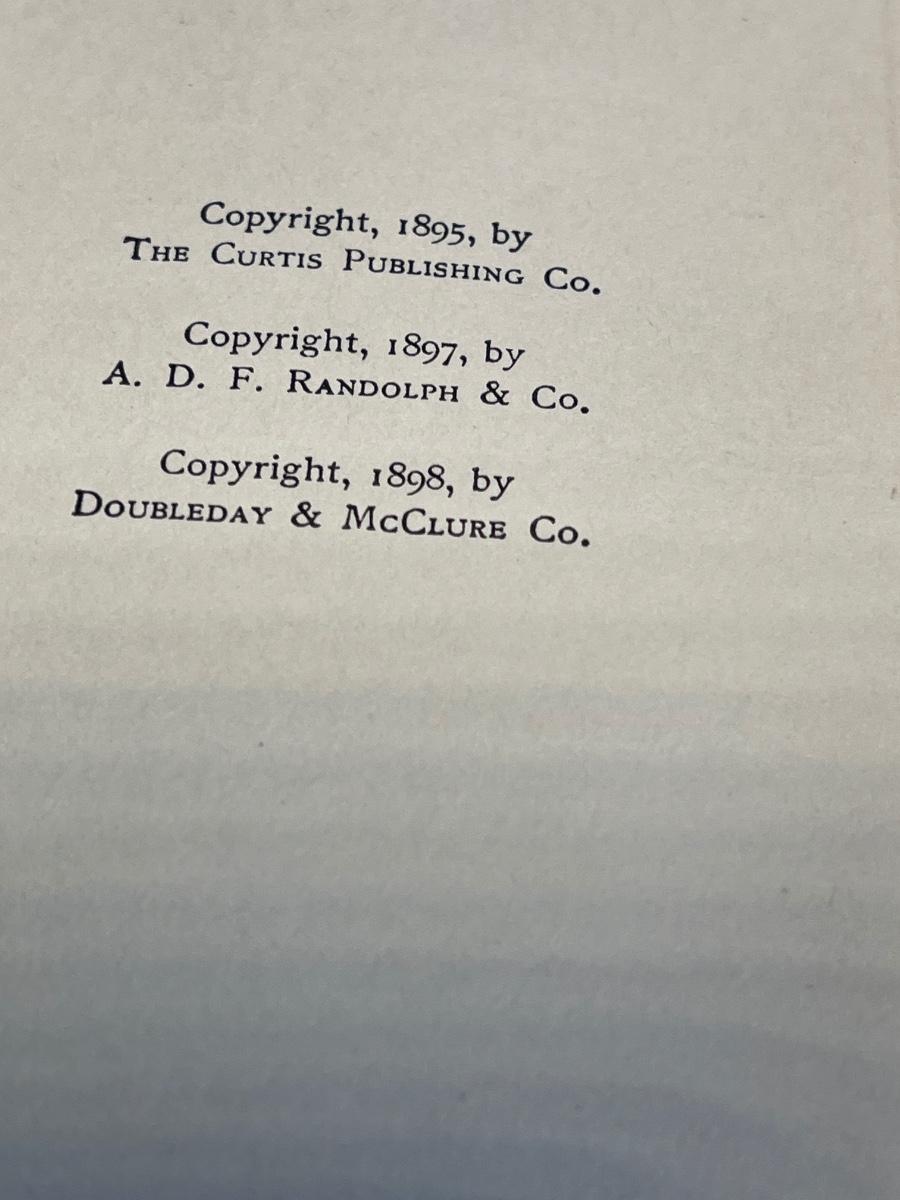 Copyright, 1895, by
The Curtis Publishing Co.
Copyright, 1897, by
A. D. F. Randolph & Co.
Copyright, 1898, by
Doubleday & McClure Co.